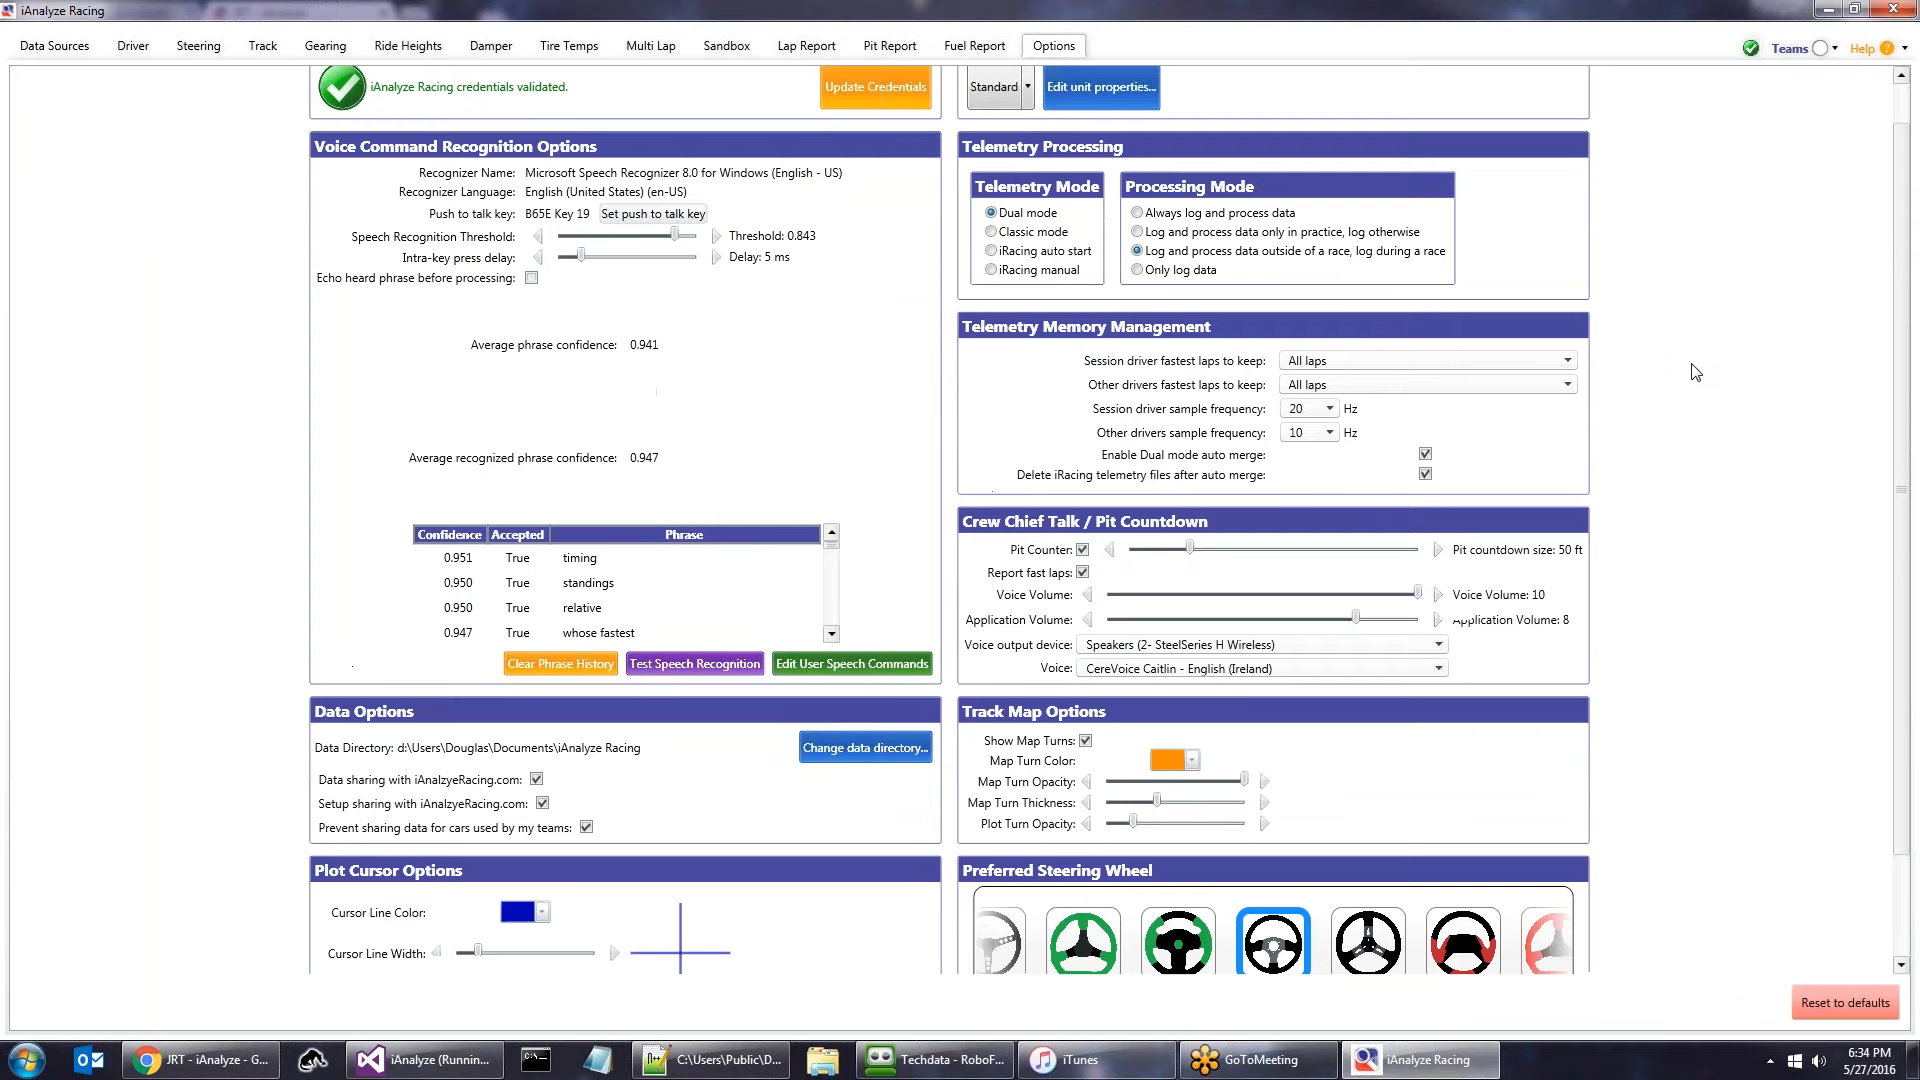 iAnalyze Racing
Data Sources Driver Steering Track Gearing Ride Heights Damper Tire Temps Multi Lap Sandbox Lap Report Pit Report Fuel Report Options Teams Help ?
iAnalyze Racing credentials validated. Update Credentials
Standard Edit unit properties...
Voice Command Recognition Options
Recognizer Name: Microsoft Speech Recognizer 8.0 for Windows (English - US)
Recognizer Language: English (United States) (en-US)
Push to talk key: B65E Key 19 Set push to talk key
Speech Recognition Threshold: Threshold: 0.843
Intra-key press delay: Delay: 5 ms
Echo heard phrase before processing:
Average phrase confidence: 0.941
Average recognized phrase confidence: 0.947
Confidence Accepted Phrase
0.951 True timing
0.950 True standings
0.950 True relative
0.947 True whose fastest
Clear Phrase History Test Speech Recognition Edit User Speech Commands
Telemetry Processing
Telemetry Mode
Dual mode
Classic mode
iRacing auto start
iRacing manual
Processing Mode
Always log and process data
Log and process data only in practice, log otherwise
Log and process data outside of a race, log during a race
Only log data
Telemetry Memory Management
Session driver fastest laps to keep: All laps
Other drivers fastest laps to keep: All laps
Session driver sample frequency: 20 Hz
Other drivers sample frequency: 10 Hz
Enable Dual mode auto merge:
Delete iRacing telemetry files after auto merge:
Crew Chief Talk / Pit Countdown
Pit Counter: Pit countdown size: 50 ft
Report fast laps:
Voice Volume: Voice Volume: 10
Application Volume: Application Volume: 8
Voice output device: Speakers (2- SteelSeries H Wireless)
Voice: CereVoice Caitlin - English (Ireland)
Data Options
Data Directory: d:\Users\Douglas\Documents\iAnalyze Racing Change data directory...
Data sharing with iAnalzyeRacing.com:
Setup sharing with iAnalzyeRacing.com:
Prevent sharing data for cars used by my teams:
Track Map Options
Show Map Turns:
Map Turn Color:
Map Turn Opacity:
Map Turn Thickness:
Plot Turn Opacity:
Plot Cursor Options
Cursor Line Color:
Cursor Line Width:
Preferred Steering Wheel
Reset to defaults
JRT - iAnalyze - G... iAnalyze (Runnin... C:\Users\Public\D... Techdata - RoboF... iTunes GoToMeeting iAnalyze Racing
6:34 PM
5/27/2016